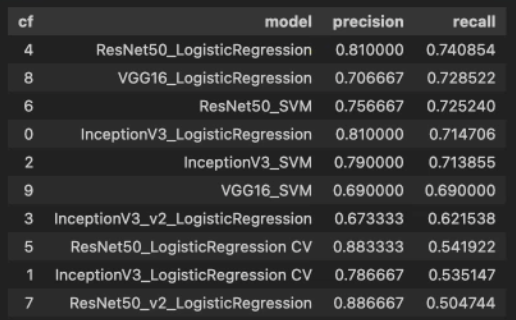 cf model precision recall
4 ResNet50_LogisticRegression 0.810000 0.740854
8 VGG16_LogisticRegression 0.706667 0.728522
6 ResNet50_SVM 0.756667 0.725240
0 InceptionV3_LogisticRegression 0.810000 0.714706
2 InceptionV3_SVM 0.790000 0.713855
9 VGG16_SVM 0.690000 0.690000
3 InceptionV3_v2_LogisticRegression 0.673333 0.621538
5 ResNet50_LogisticRegression CV 0.883333 0.541922
1 InceptionV3_LogisticRegression CV 0.786667 0.535147
7 ResNet50_v2_LogisticRegression 0.886667 0.504744